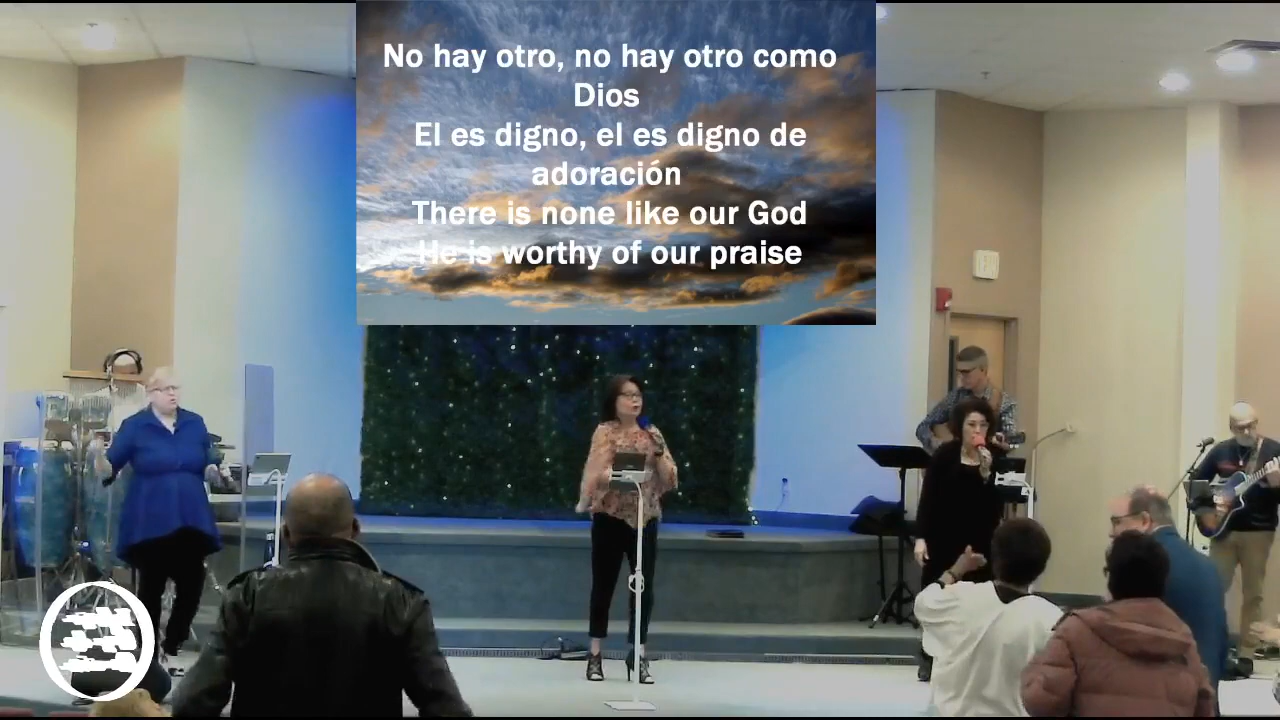 No hay otro, no hay otro como
Dios
El es digno, el es digno de
adoración
There is none like our God
He is worthy of our praise